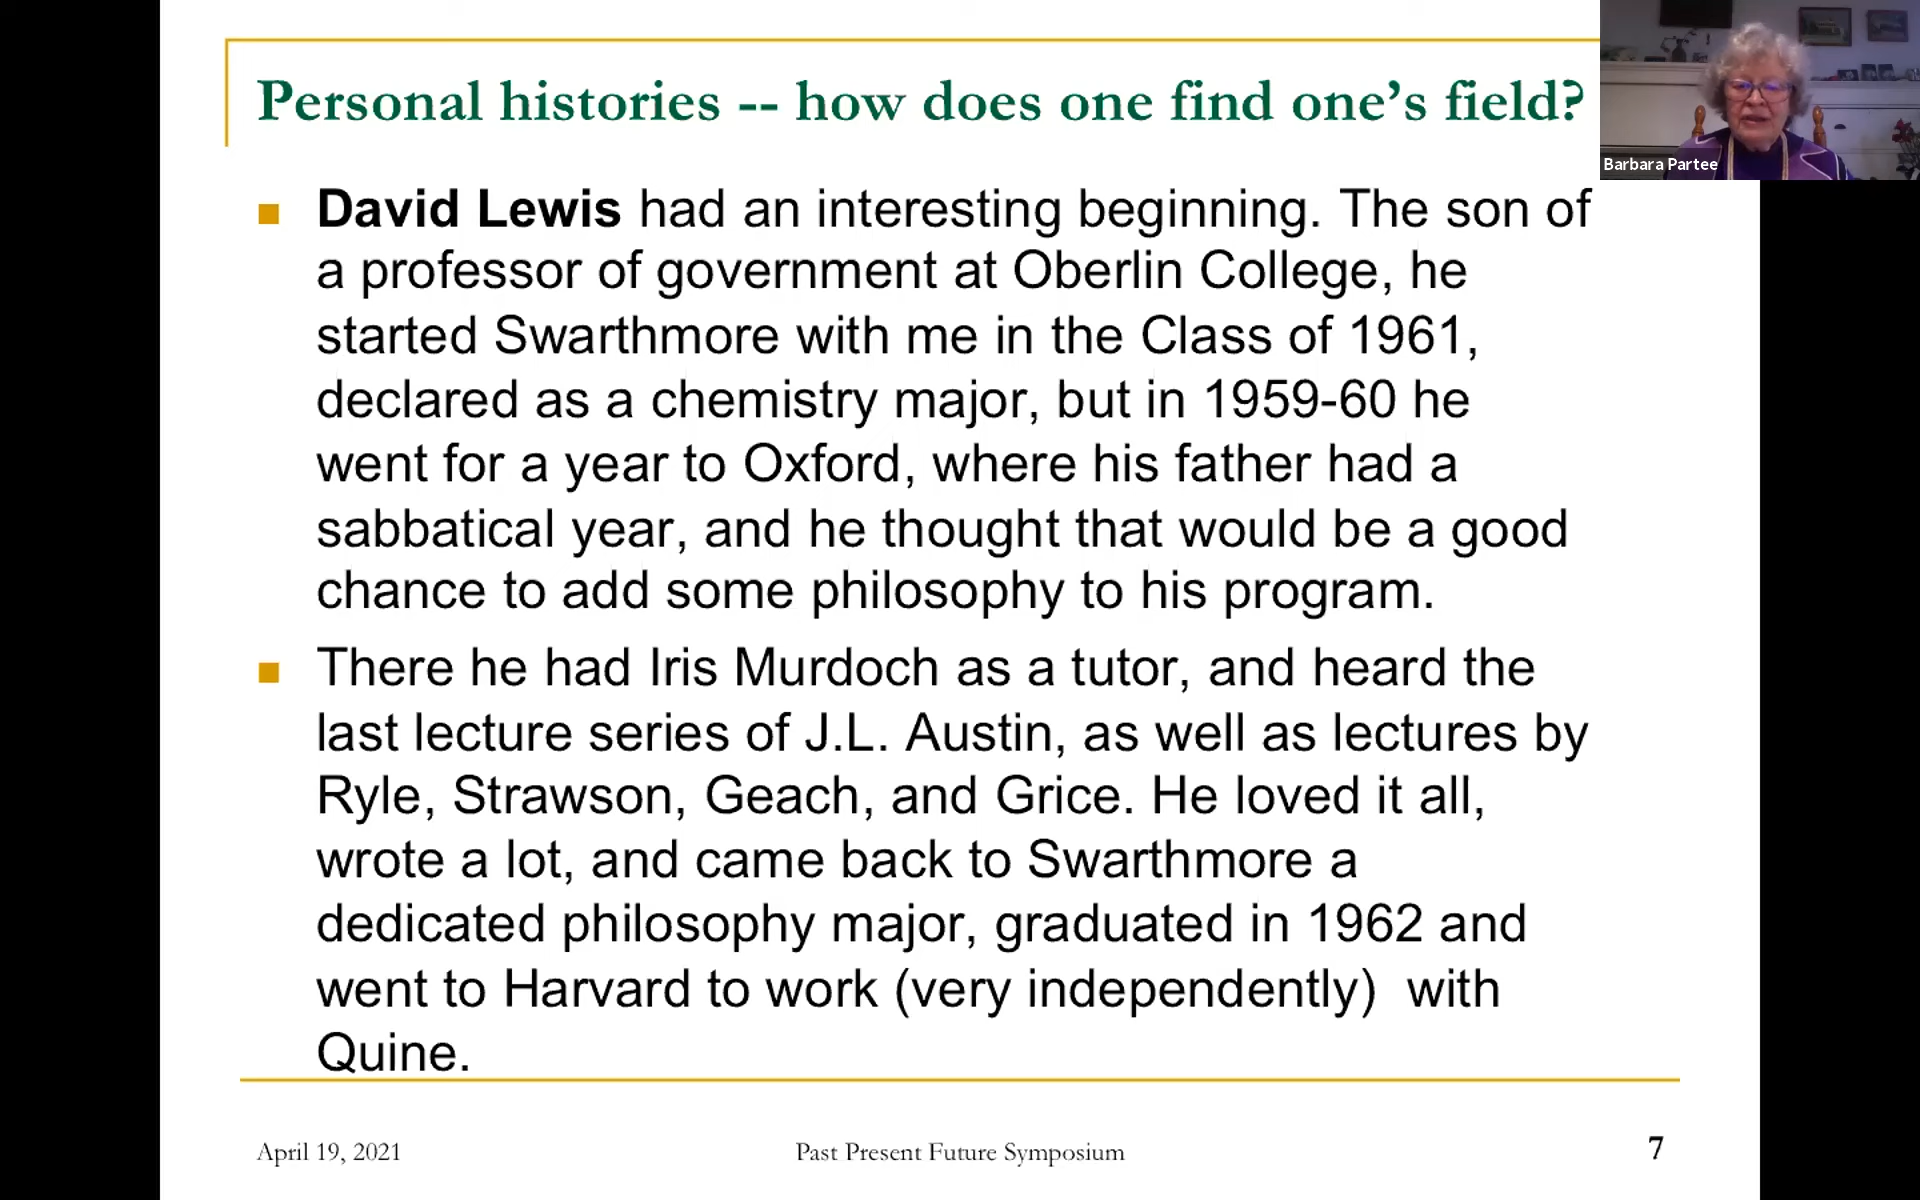 Personal histories -- how does one find one’s field?
Barbara Partee
David Lewis had an interesting beginning. The son of
a professor of government at Oberlin College, he
started Swarthmore with me in the Class of 1961,
declared as a chemistry major, but in 1959-60 he
went for a year to Oxford, where his father had a
sabbatical year, and he thought that would be a good
chance to add some philosophy to his program.
There he had Iris Murdoch as a tutor, and heard the
last lecture series of J.L. Austin, as well as lectures by
Ryle, Strawson, Geach, and Grice. He loved it all,
wrote a lot, and came back to Swarthmore a
dedicated philosophy major, graduated in 1962 and
went to Harvard to work (very independently)  with
Quine.
April 19, 2021
Past Present Future Symposium
7